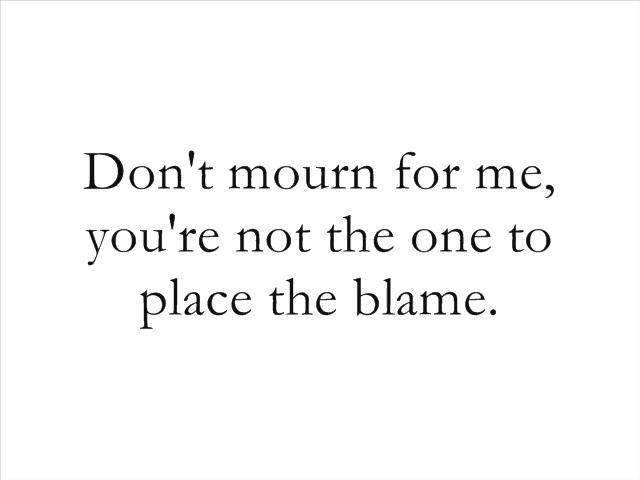 Don't mourn for me,
you're not the one to
place the blame.